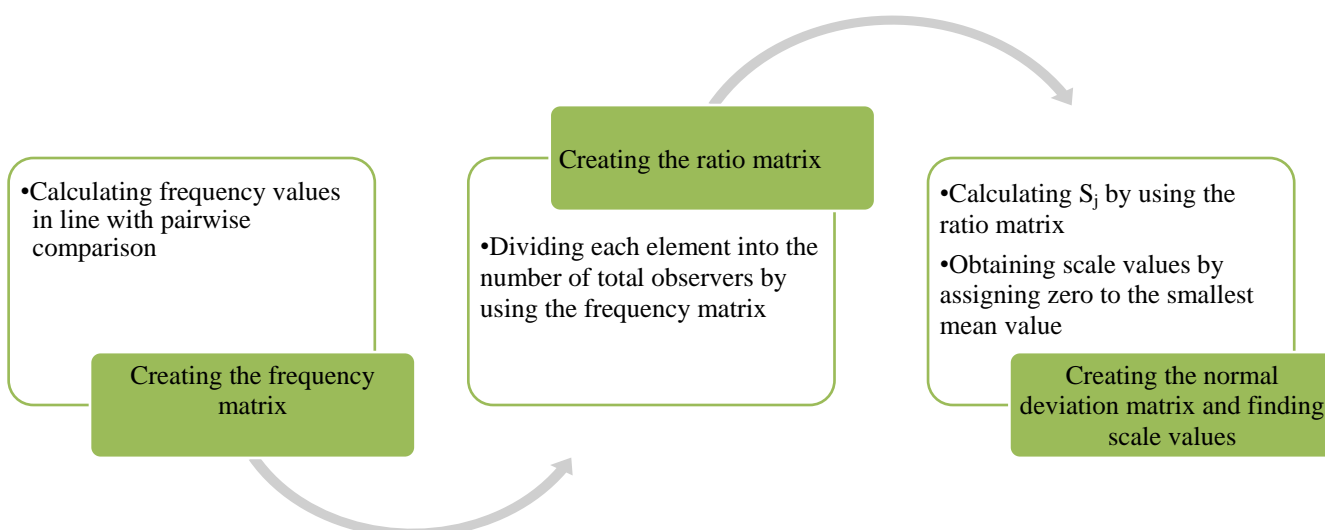 •Calculating frequency values
in line with pairwise
comparison
Creating the frequency
matrix
Creating the ratio matrix
•Dividing each element into the
number of total observers by
using the frequency matrix
•Calculating Sj by using the
ratio matrix
•Obtaining scale values by
assigning zero to the smallest
mean value
Creating the normal
deviation matrix and finding
scale values